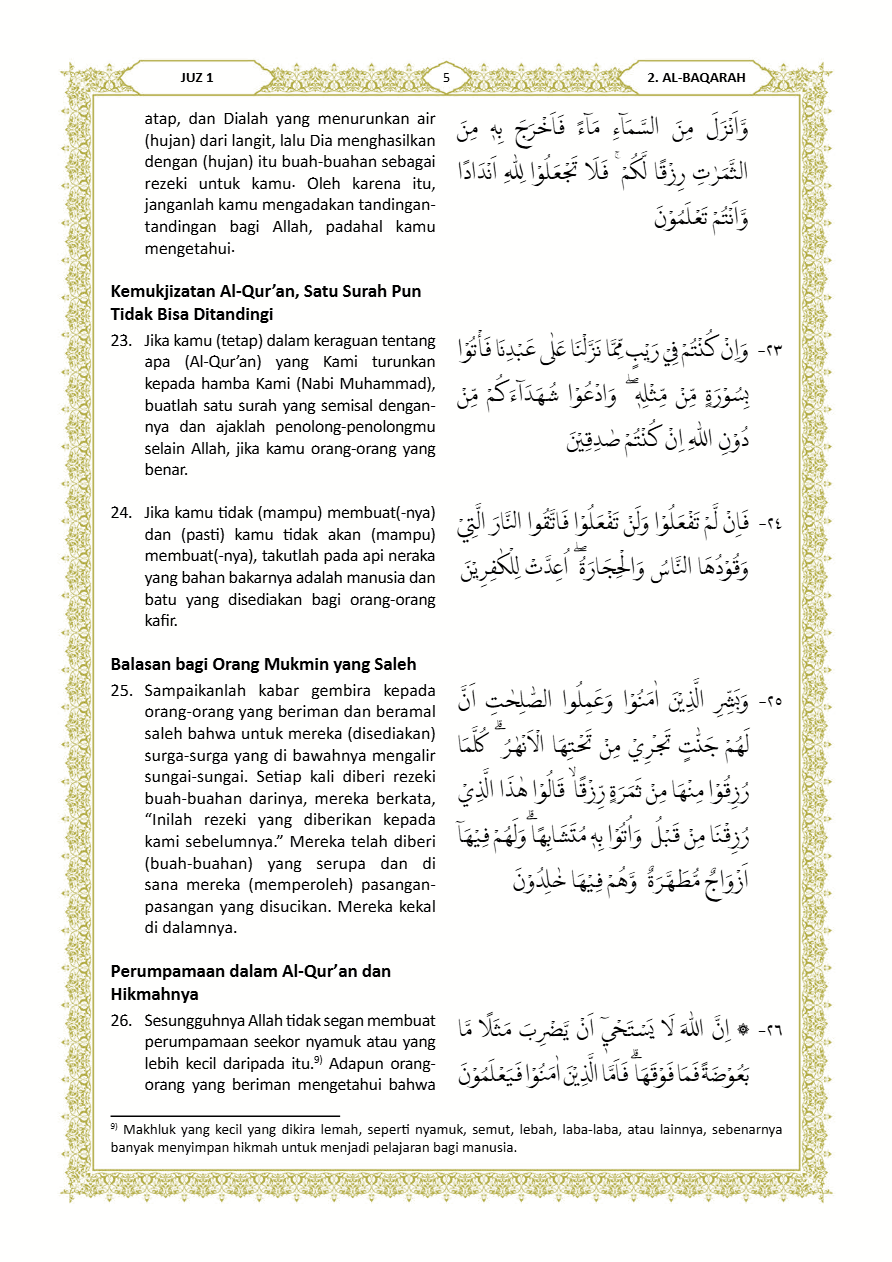 JUZ 1
5
2. AL-BAQARAH
atap, dan Dialah yang menurunkan air
(hujan) dari langit, lalu Dia menghasilkan
dengan (hujan) itu buah-buahan sebagai
rezeki untuk kamu. Oleh karena itu,
janganlah kamu mengadakan tandingan-
tandingan bagi Allah, padahal kamu
mengetahui.
وَّاَنْزَلَ مِنَ السَّمَاۤءِ مَاۤءً فَاَخْرَجَ بِهٖ مِنَ
الثَّمَرٰتِ رِزْقًا لَّكُمْ ۚ فَلَا تَجْعَلُوْا لِلّٰهِ اَنْدَادًا
وَّاَنْتُمْ تَعْلَمُوْنَ
Kemukjizatan Al-Qur’an, Satu Surah Pun
Tidak Bisa Ditandingi
23. Jika kamu (tetap) dalam keraguan tentang
apa (Al-Qur’an) yang Kami turunkan
kepada hamba Kami (Nabi Muhammad),
buatlah satu surah yang semisal dengan-
nya dan ajaklah penolong-penolongmu
selain Allah, jika kamu orang-orang yang
benar.
٢٣- وَاِنْ كُنْتُمْ فِيْ رَيْبٍ مِّمَّا نَزَّلْنَا عَلٰى عَبْدِنَا فَأْتُوْا
بِسُوْرَةٍ مِّنْ مِّثْلِهٖ ۖ وَادْعُوْا شُهَدَاۤءَكُمْ مِّنْ
دُوْنِ اللّٰهِ اِنْ كُنْتُمْ صٰدِقِيْنَ
24. Jika kamu tidak (mampu) membuat(-nya)
dan (pasti) kamu tidak akan (mampu)
membuat(-nya), takutlah pada api neraka
yang bahan bakarnya adalah manusia dan
batu yang disediakan bagi orang-orang
kafir.
٢٤- فَاِنْ لَّمْ تَفْعَلُوْا وَلَنْ تَفْعَلُوْا فَاتَّقُوا النَّارَ الَّتِيْ
وَقُوْدُهَا النَّاسُ وَالْحِجَارَةُ ۖ اُعِدَّتْ لِلْكٰفِرِيْنَ
Balasan bagi Orang Mukmin yang Saleh
25. Sampaikanlah kabar gembira kepada
orang-orang yang beriman dan beramal
saleh bahwa untuk mereka (disediakan)
surga-surga yang di bawahnya mengalir
sungai-sungai. Setiap kali diberi rezeki
buah-buahan darinya, mereka berkata,
“Inilah rezeki yang diberikan kepada
kami sebelumnya.” Mereka telah diberi
(buah-buahan) yang serupa dan di
sana mereka (memperoleh) pasangan-
pasangan yang disucikan. Mereka kekal
di dalamnya.
٢٥- وَبَشِّرِ الَّذِيْنَ اٰمَنُوْا وَعَمِلُوا الصّٰلِحٰتِ اَنَّ
لَهُمْ جَنّٰتٍ تَجْرِيْ مِنْ تَحْتِهَا الْاَنْهٰرُ ۗ كُلَّمَا
رُزِقُوْا مِنْهَا مِنْ ثَمَرَةٍ رِّزْقًا ۙ قَالُوْا هٰذَا الَّذِيْ
رُزِقْنَا مِنْ قَبْلُ وَاُتُوْا بِهٖ مُتَشَابِهًا ۗ وَلَهُمْ فِيْهَآ
اَزْوَاجٌ مُّطَهَّرَةٌ وَّهُمْ فِيْهَا خٰلِدُوْنَ
Perumpamaan dalam Al-Qur’an dan
Hikmahnya
26. Sesungguhnya Allah tidak segan membuat
perumpamaan seekor nyamuk atau yang
lebih kecil daripada itu.9) Adapun orang-
orang yang beriman mengetahui bahwa
٢٦- ۞ اِنَّ اللّٰهَ لَا يَسْتَحْيٖٓ اَنْ يَّضْرِبَ مَثَلًا مَّا
بَعُوْضَةً فَمَا فَوْقَهَا ۗ فَاَمَّا الَّذِيْنَ اٰمَنُوْا فَيَعْلَمُوْنَ
9) Makhluk yang kecil yang dikira lemah, seperti nyamuk, semut, lebah, laba-laba, atau lainnya, sebenarnya
banyak menyimpan hikmah untuk menjadi pelajaran bagi manusia.